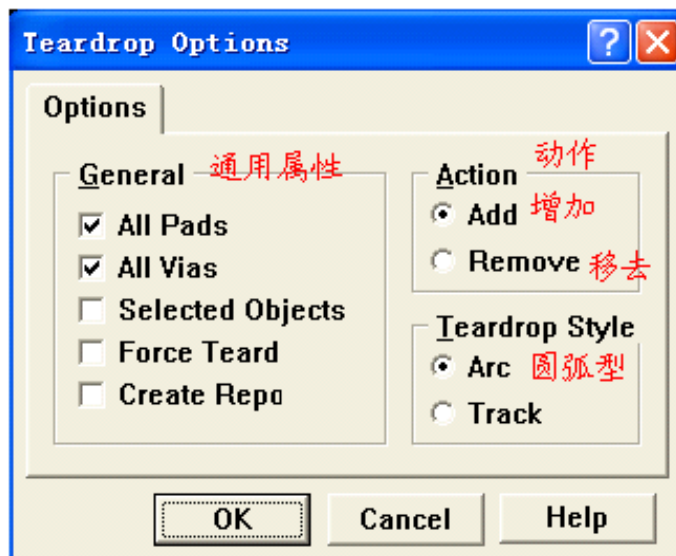 Teardrop Options
Options
General 通用属性
All Pads
All Vias
Selected Objects
Force Teard
Create Repo
Action 动作
Add 增加
Remove 移去
Teardrop Style
Arc 圆弧型
Track
OK Cancel Help